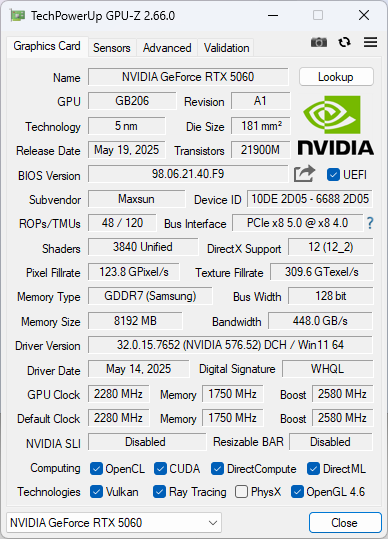 TechPowerUp GPU-Z 2.66.0
Graphics Card Sensors Advanced Validation
Name NVIDIA GeForce RTX 5060 Lookup
GPU GB206 Revision A1
Technology 5 nm Die Size 181 mm²
Release Date May 19, 2025 Transistors 21900M
NVIDIA
BIOS Version 98.06.21.40.F9 UEFI
Subvendor Maxsun Device ID 10DE 2D05 - 6688 2D05
ROPs/TMUs 48 / 120 Bus Interface PCIe x8 5.0 @ x8 4.0 ?
Shaders 3840 Unified DirectX Support 12 (12_2)
Pixel Fillrate 123.8 GPixel/s Texture Fillrate 309.6 GTexel/s
Memory Type GDDR7 (Samsung) Bus Width 128 bit
Memory Size 8192 MB Bandwidth 448.0 GB/s
Driver Version 32.0.15.7652 (NVIDIA 576.52) DCH / Win11 64
Driver Date May 14, 2025 Digital Signature WHQL
GPU Clock 2280 MHz Memory 1750 MHz Boost 2580 MHz
Default Clock 2280 MHz Memory 1750 MHz Boost 2580 MHz
NVIDIA SLI Disabled Resizable BAR Disabled
Computing OpenCL CUDA DirectCompute DirectML
Technologies Vulkan Ray Tracing PhysX OpenGL 4.6
NVIDIA GeForce RTX 5060 Close